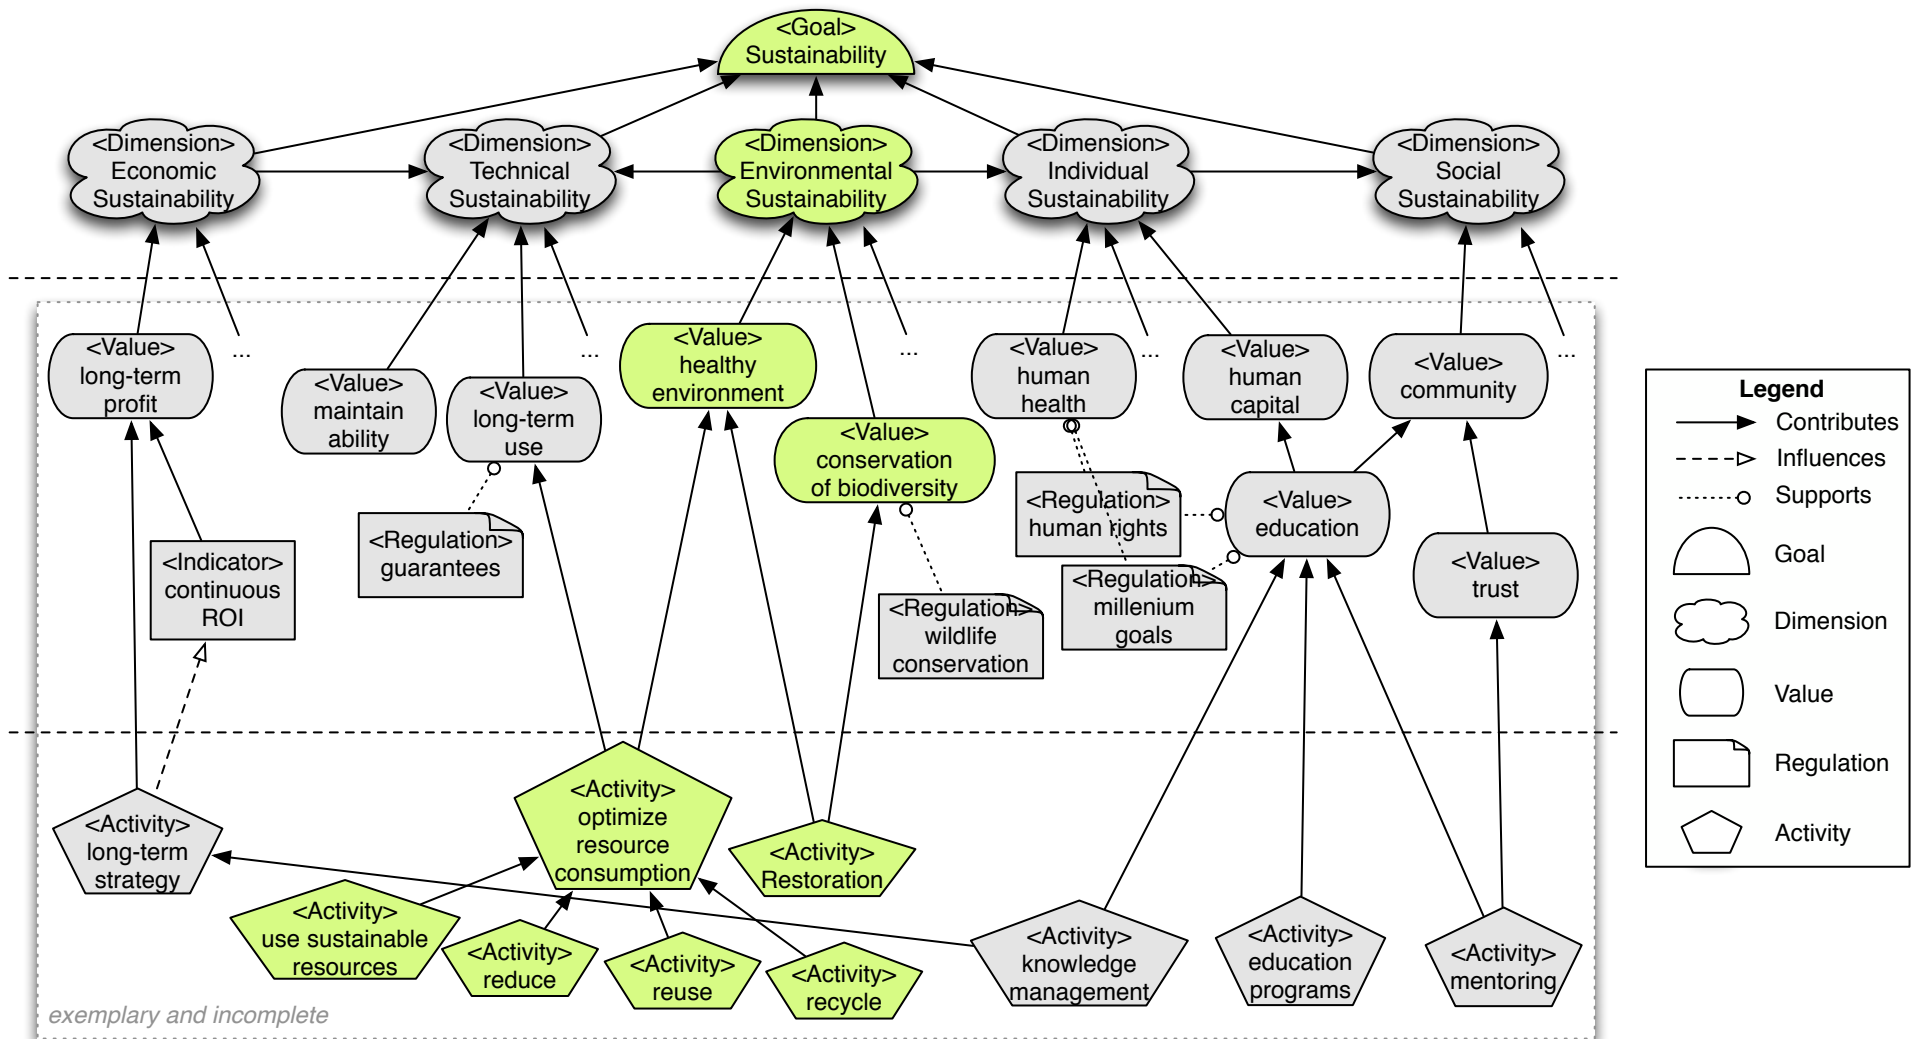 <Goal>
Sustainability
<Dimension>
Economic
Sustainability
<Dimension>
Technical
Sustainability
<Dimension>
Environmental
Sustainability
<Dimension>
Individual
Sustainability
<Dimension>
Social
Sustainability
<Value>
long-term
profit
...
<Value>
maintain
ability
<Value>
long-term
use
...
<Value>
healthy
environment
...
<Value>
conservation
of biodiversity
<Value>
human
health
...
<Value>
human
capital
<Value>
community
...
<Indicator>
continuous
ROI
<Regulation>
guarantees
<Regulation>
wildlife
conservation
<Regulation>
human rights
<Regulation>
millenium
goals
<Value>
education
<Value>
trust
<Activity>
long-term
strategy
<Activity>
optimize
resource
consumption
<Activity>
Restoration
<Activity>
use sustainable
resources
<Activity>
reduce
<Activity>
reuse
<Activity>
recycle
<Activity>
knowledge
management
<Activity>
education
programs
<Activity>
mentoring
exemplary and incomplete
Legend
Contributes
Influences
Supports
Goal
Dimension
Value
Regulation
Activity